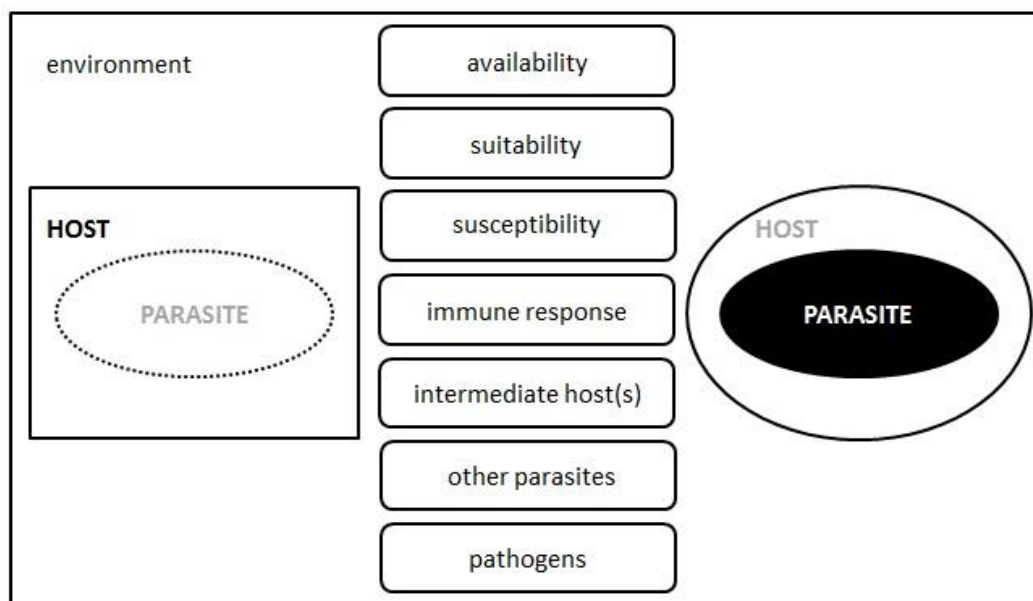 environment
HOST
PARASITE
availability
suitability
susceptibility
immune response
intermediate host(s)
other parasites
pathogens
HOST
PARASITE